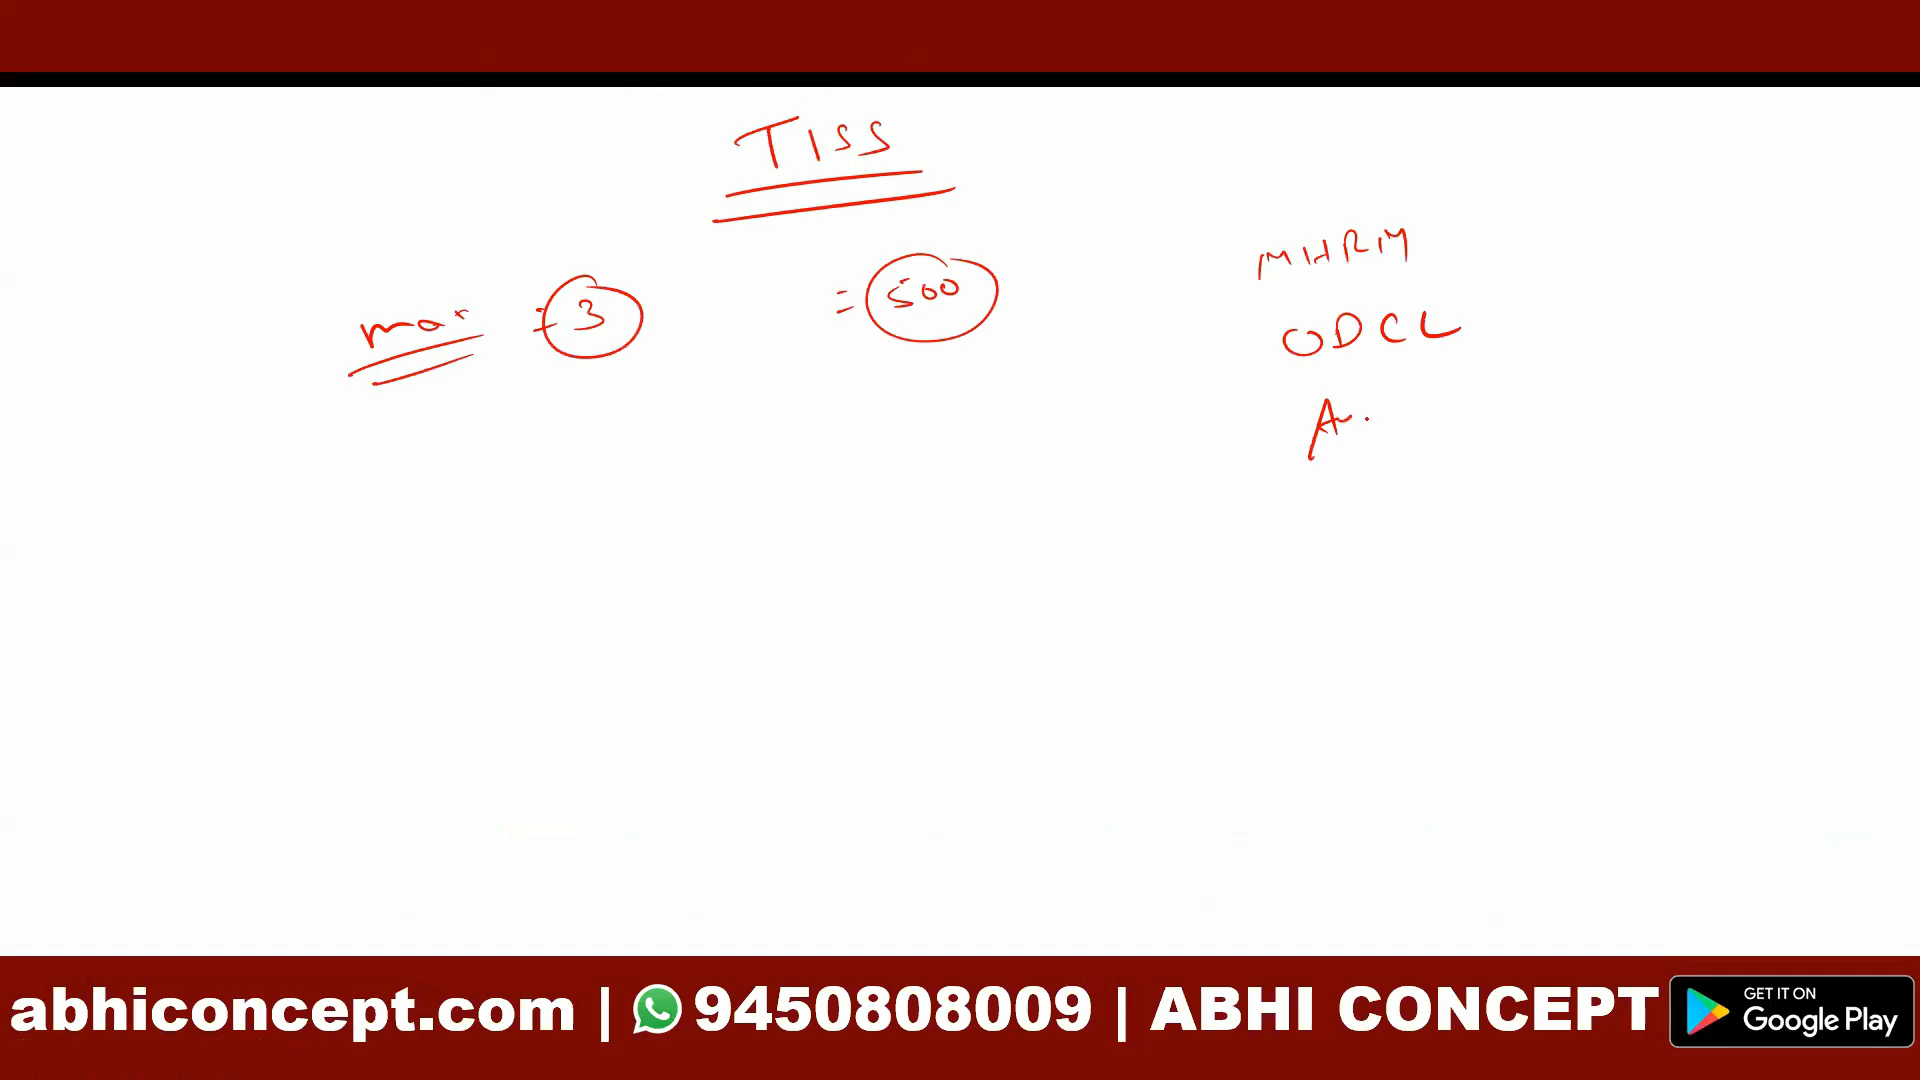 TISS
max = 3 = 500
MHRM
ODCL
A
abhiconcept.com | 9450808009 | ABHI CONCEPT
GET IT ON
Google Play